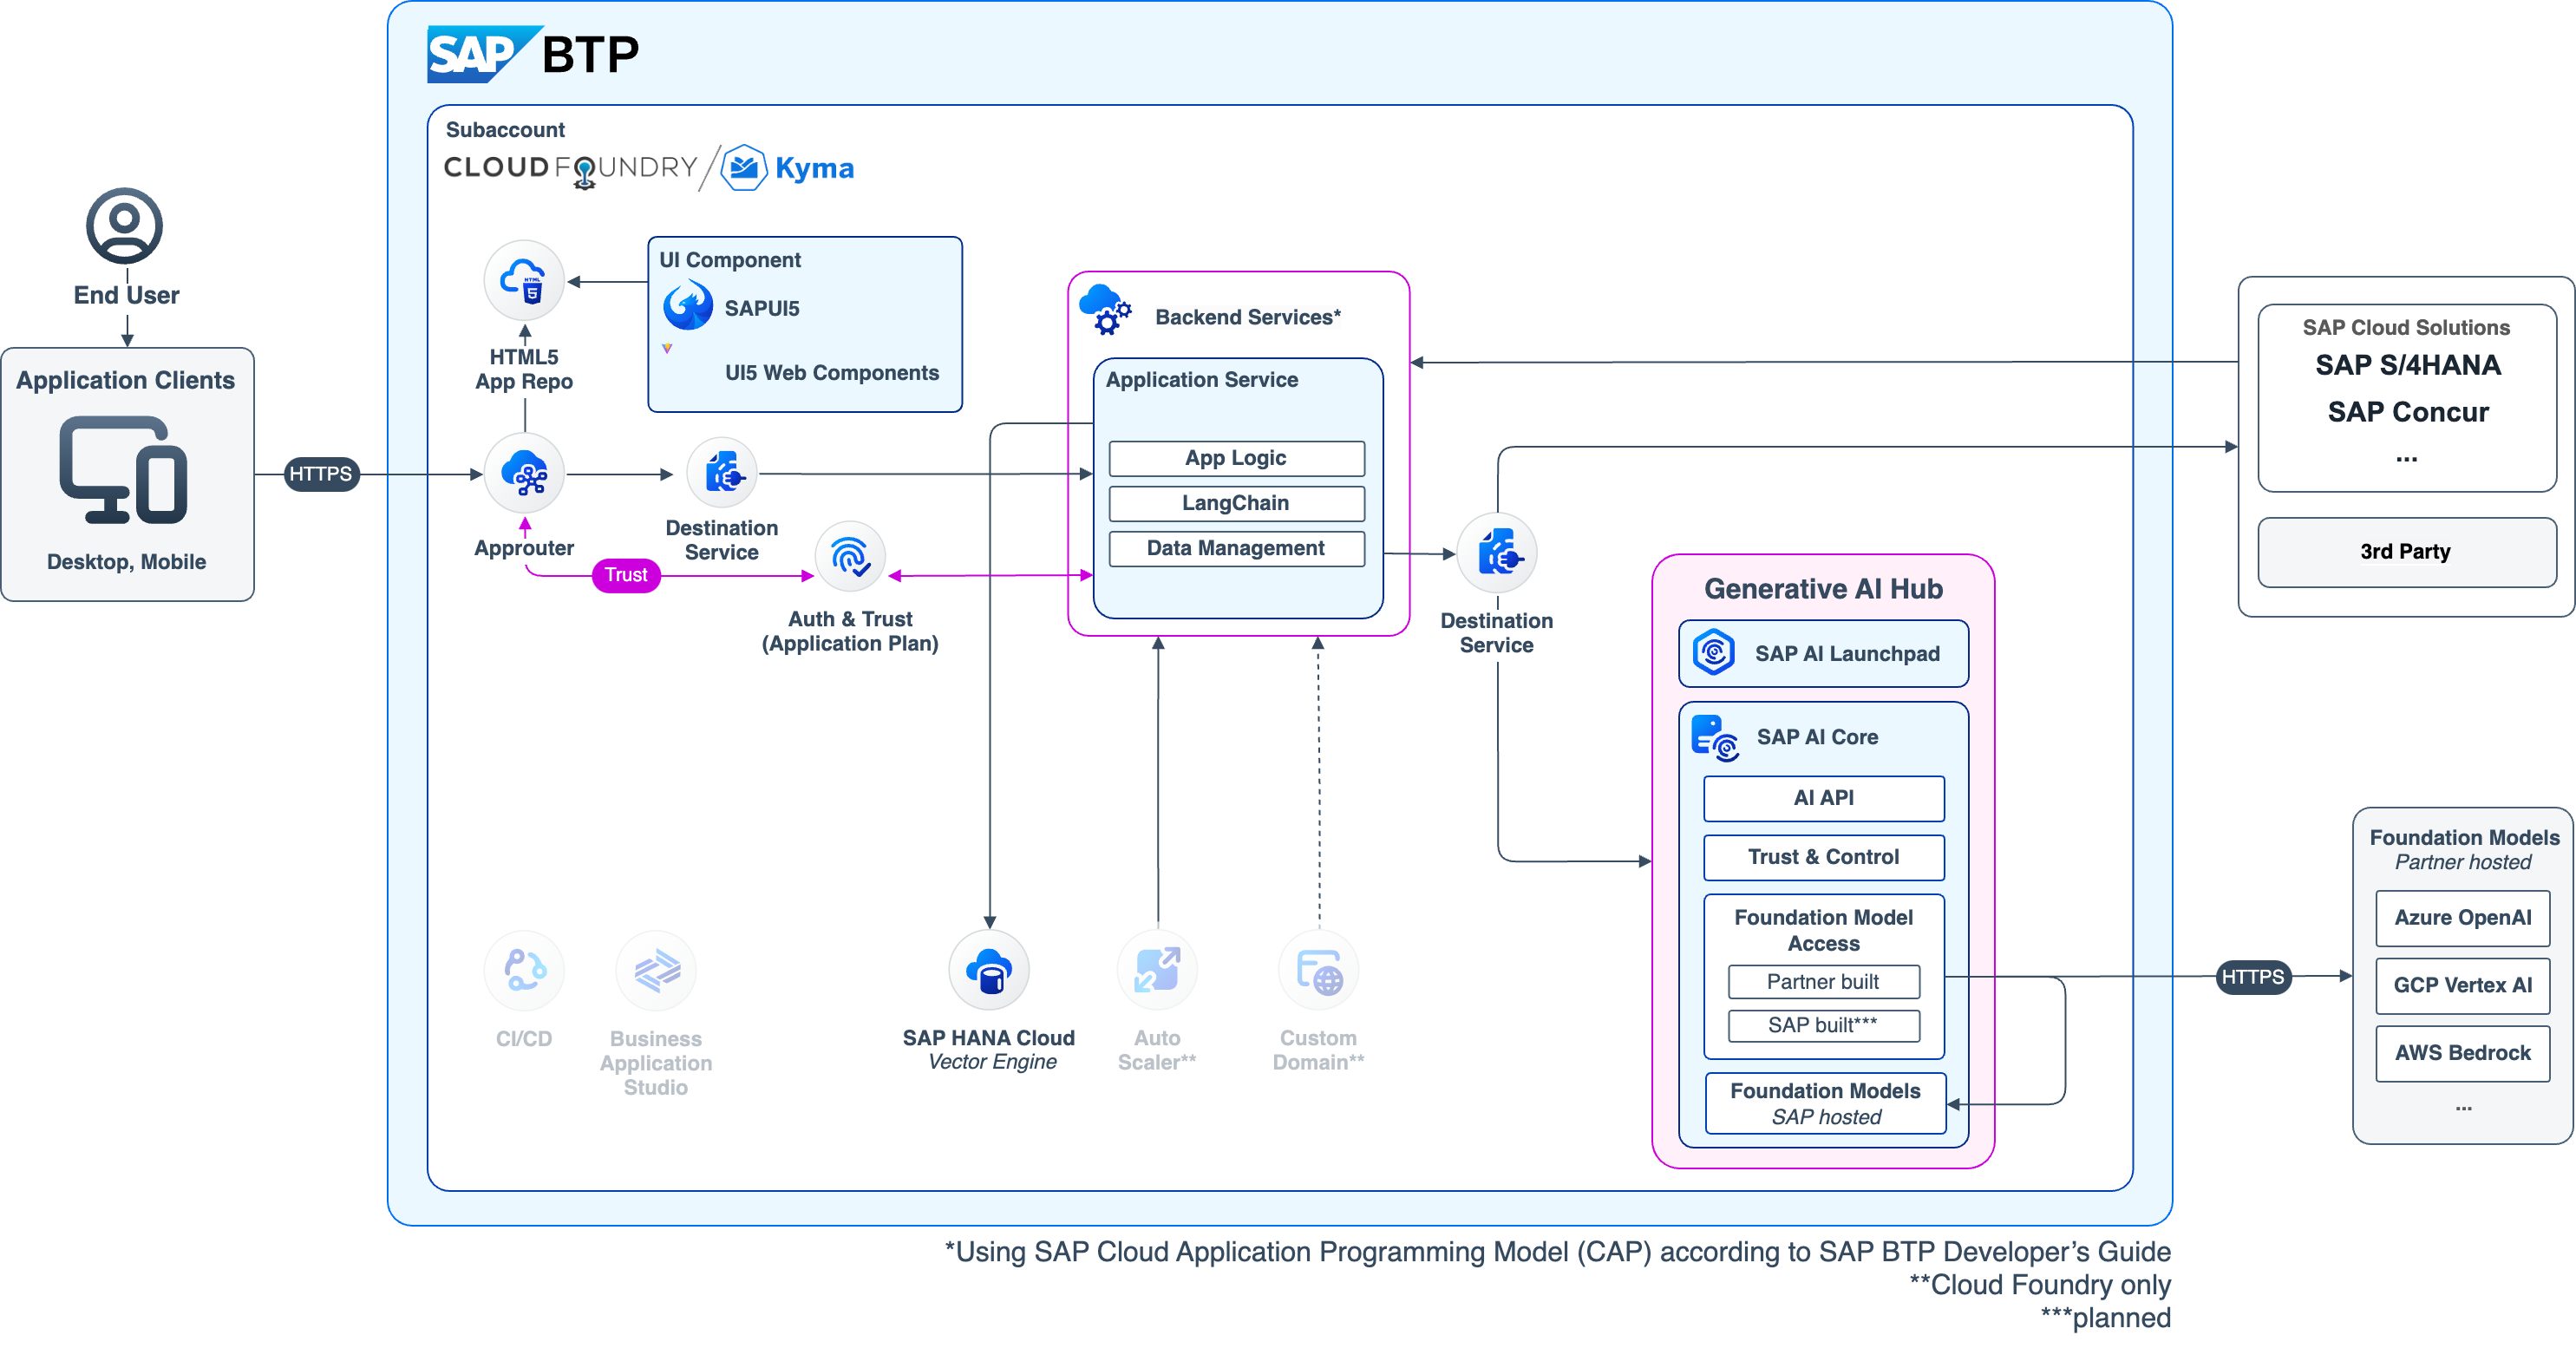 SAP BTP
Subaccount
CLOUD FOUNDRY / Kyma
End User
Application Clients
Desktop, Mobile
HTTPS
HTML5
App Repo
UI Component
SAPUI5
UI5 Web Components
Approuter
Destination
Service
Trust
Auth & Trust
(Application Plan)
Backend Services*
Application Service
App Logic
LangChain
Data Management
Destination
Service
SAP Cloud Solutions
SAP S/4HANA
SAP Concur
...
3rd Party
Generative AI Hub
SAP AI Launchpad
SAP AI Core
AI API
Trust & Control
Foundation Model
Access
Partner built
SAP built***
Foundation Models
SAP hosted
HTTPS
Foundation Models
Partner hosted
Azure OpenAI
GCP Vertex AI
AWS Bedrock
...
CI/CD
Business
Application
Studio
SAP HANA Cloud
Vector Engine
Auto
Scaler**
Custom
Domain**
*Using SAP Cloud Application Programming Model (CAP) according to SAP BTP Developer’s Guide
**Cloud Foundry only
***planned